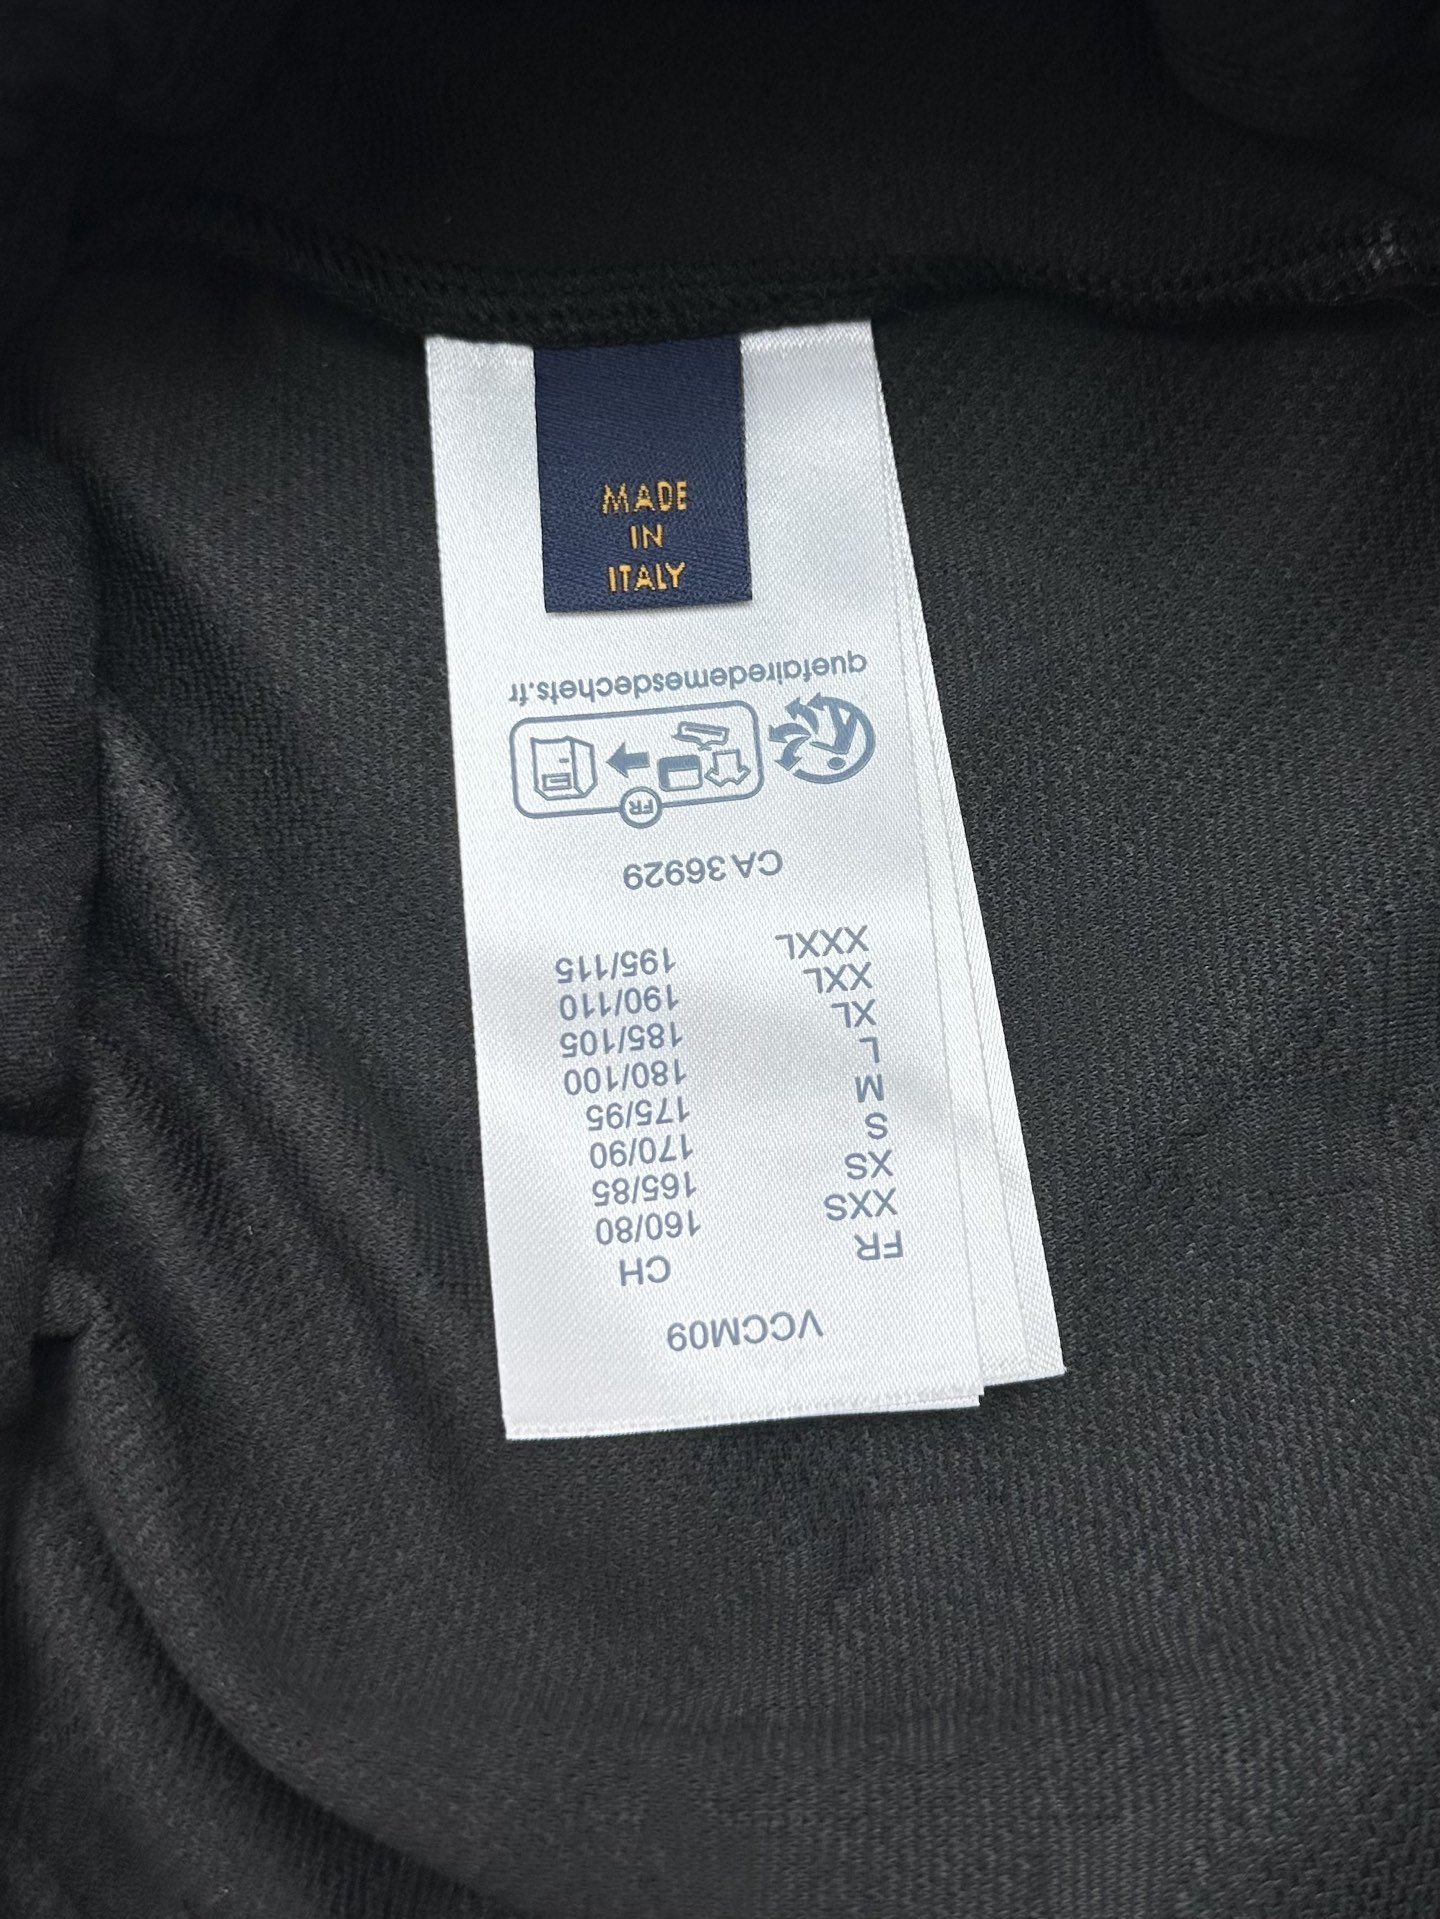 MADE
IN
ITALY
VCCM09
FR CH
XXS 160/80
XS 165/85
S 170/90
M 175/95
L 180/100
XL 185/105
XXL 190/110
XXXL 195/115
CA 36929
FR
quefairedemesdechets.fr